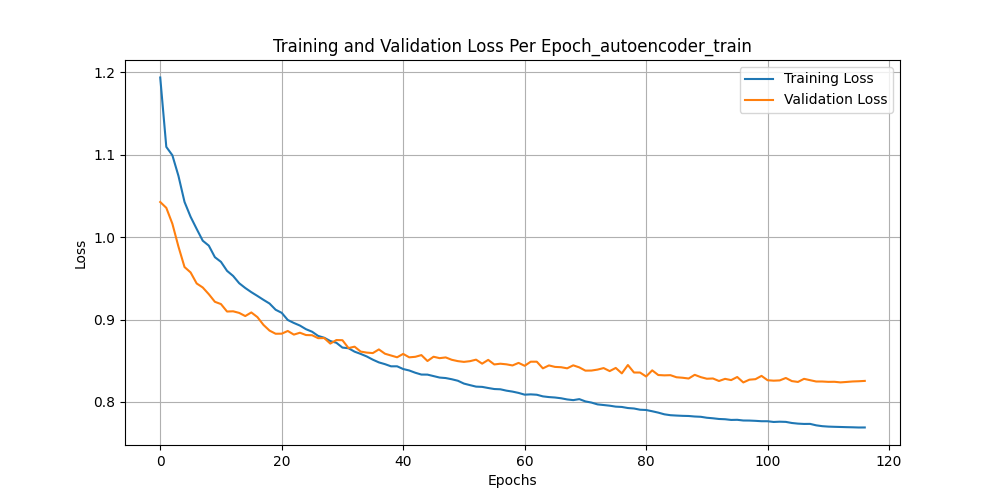 Training and Validation Loss Per Epoch_autoencoder_train
Training Loss
Validation Loss
Loss
1.2
1.1
1.0
0.9
0.8
0 20 40 60 80 100 120
Epochs